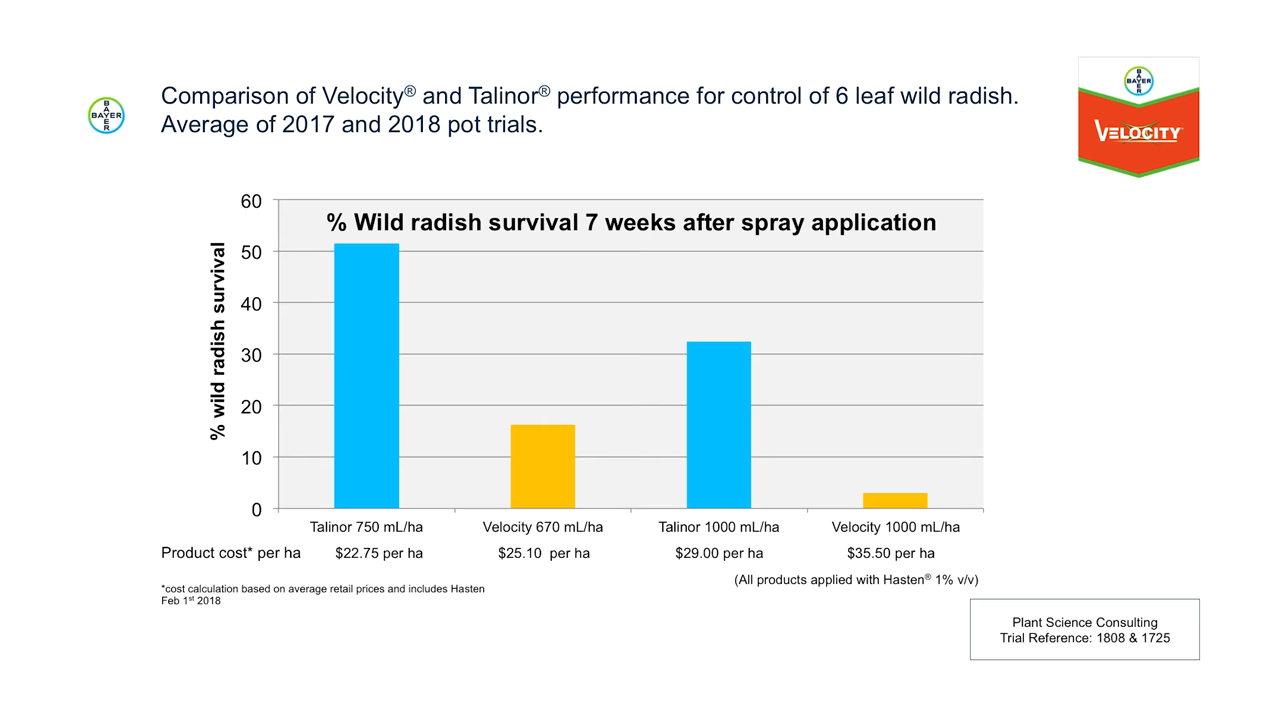 Comparison of Velocity® and Talinor® performance for control of 6 leaf wild radish.
Average of 2017 and 2018 pot trials.
BAYER
BAYER
BAYER
BAYER
VELOCITY
% Wild radish survival 7 weeks after spray application
% wild radish survival
60
50
40
30
20
10
0
Talinor 750 mL/ha Velocity 670 mL/ha Talinor 1000 mL/ha Velocity 1000 mL/ha
Product cost* per ha $22.75 per ha $25.10 per ha $29.00 per ha $35.50 per ha
(All products applied with Hasten® 1% v/v)
*cost calculation based on average retail prices and includes Hasten
Feb 1st 2018
Plant Science Consulting
Trial Reference: 1808 & 1725